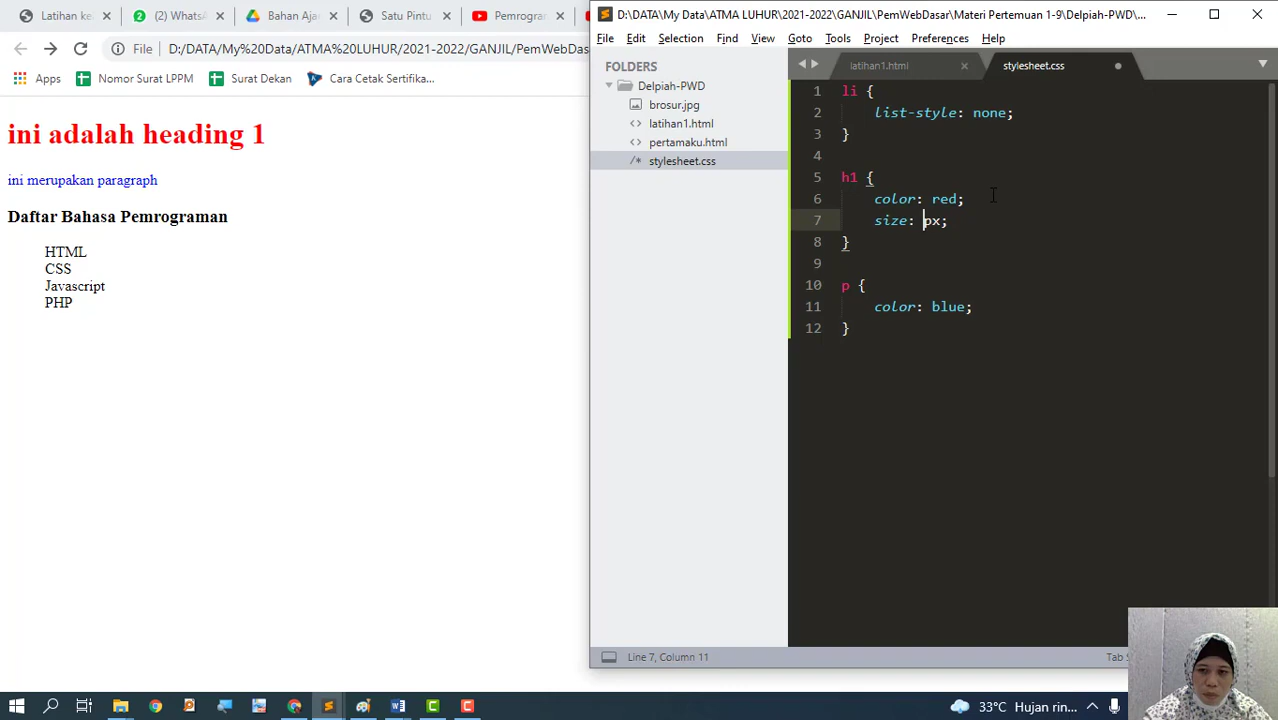 Latihan ke
(2) WhatsA
Bahan Aja
Satu Pintu
Pemrogra
File
D:/DATA/My%20Data/ATMA%20LUHUR/2021-2022/GANJIL/PemWebDas
Apps
Nomor Surat LPPM
Surat Dekan
Cara Cetak Sertifika...
ini adalah heading 1
ini merupakan paragraph
Daftar Bahasa Pemrograman
HTML
CSS
Javascript
PHP
D:\DATA\My Data\ATMA LUHUR\2021-2022\GANJIL\PemWebDasar\Materi Pertemuan 1-9\Delpiah-PWD\...
File Edit Selection Find View Goto Tools Project Preferences Help
FOLDERS
Delpiah-PWD
brosur.jpg
<> latihan1.html
<> pertamaku.html
/* stylesheet.css
latihan1.html
stylesheet.css
1 li {
2 list-style: none;
3 }
4
5 h1 {
6 color: red;
7 size: px;
8 }
9
10 p {
11 color: blue;
12 }
Line 7, Column 11
Tab S
33°C Hujan rin...